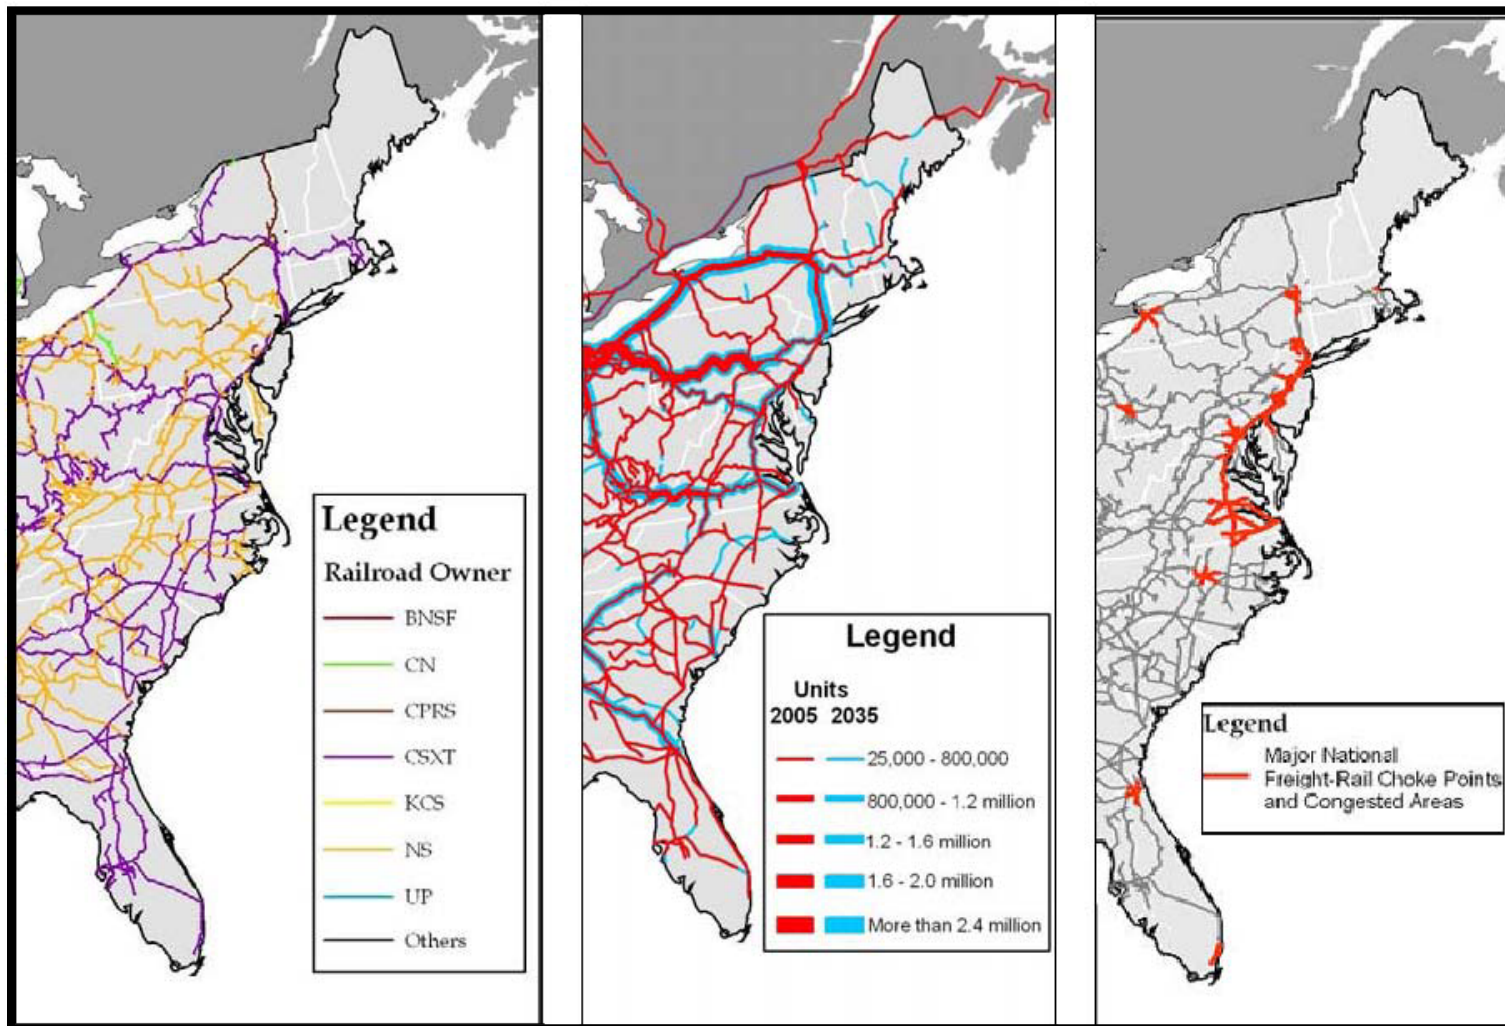 Legend
Railroad Owner
BNSF
CN
CPRS
CSXT
KCS
NS
UP
Others
Legend
Units
2005 2035
25,000 - 800,000
800,000 - 1.2 million
1.2 - 1.6 million
1.6 - 2.0 million
More than 2.4 million
Legend
Major National
Freight-Rail Choke Points
and Congested Areas